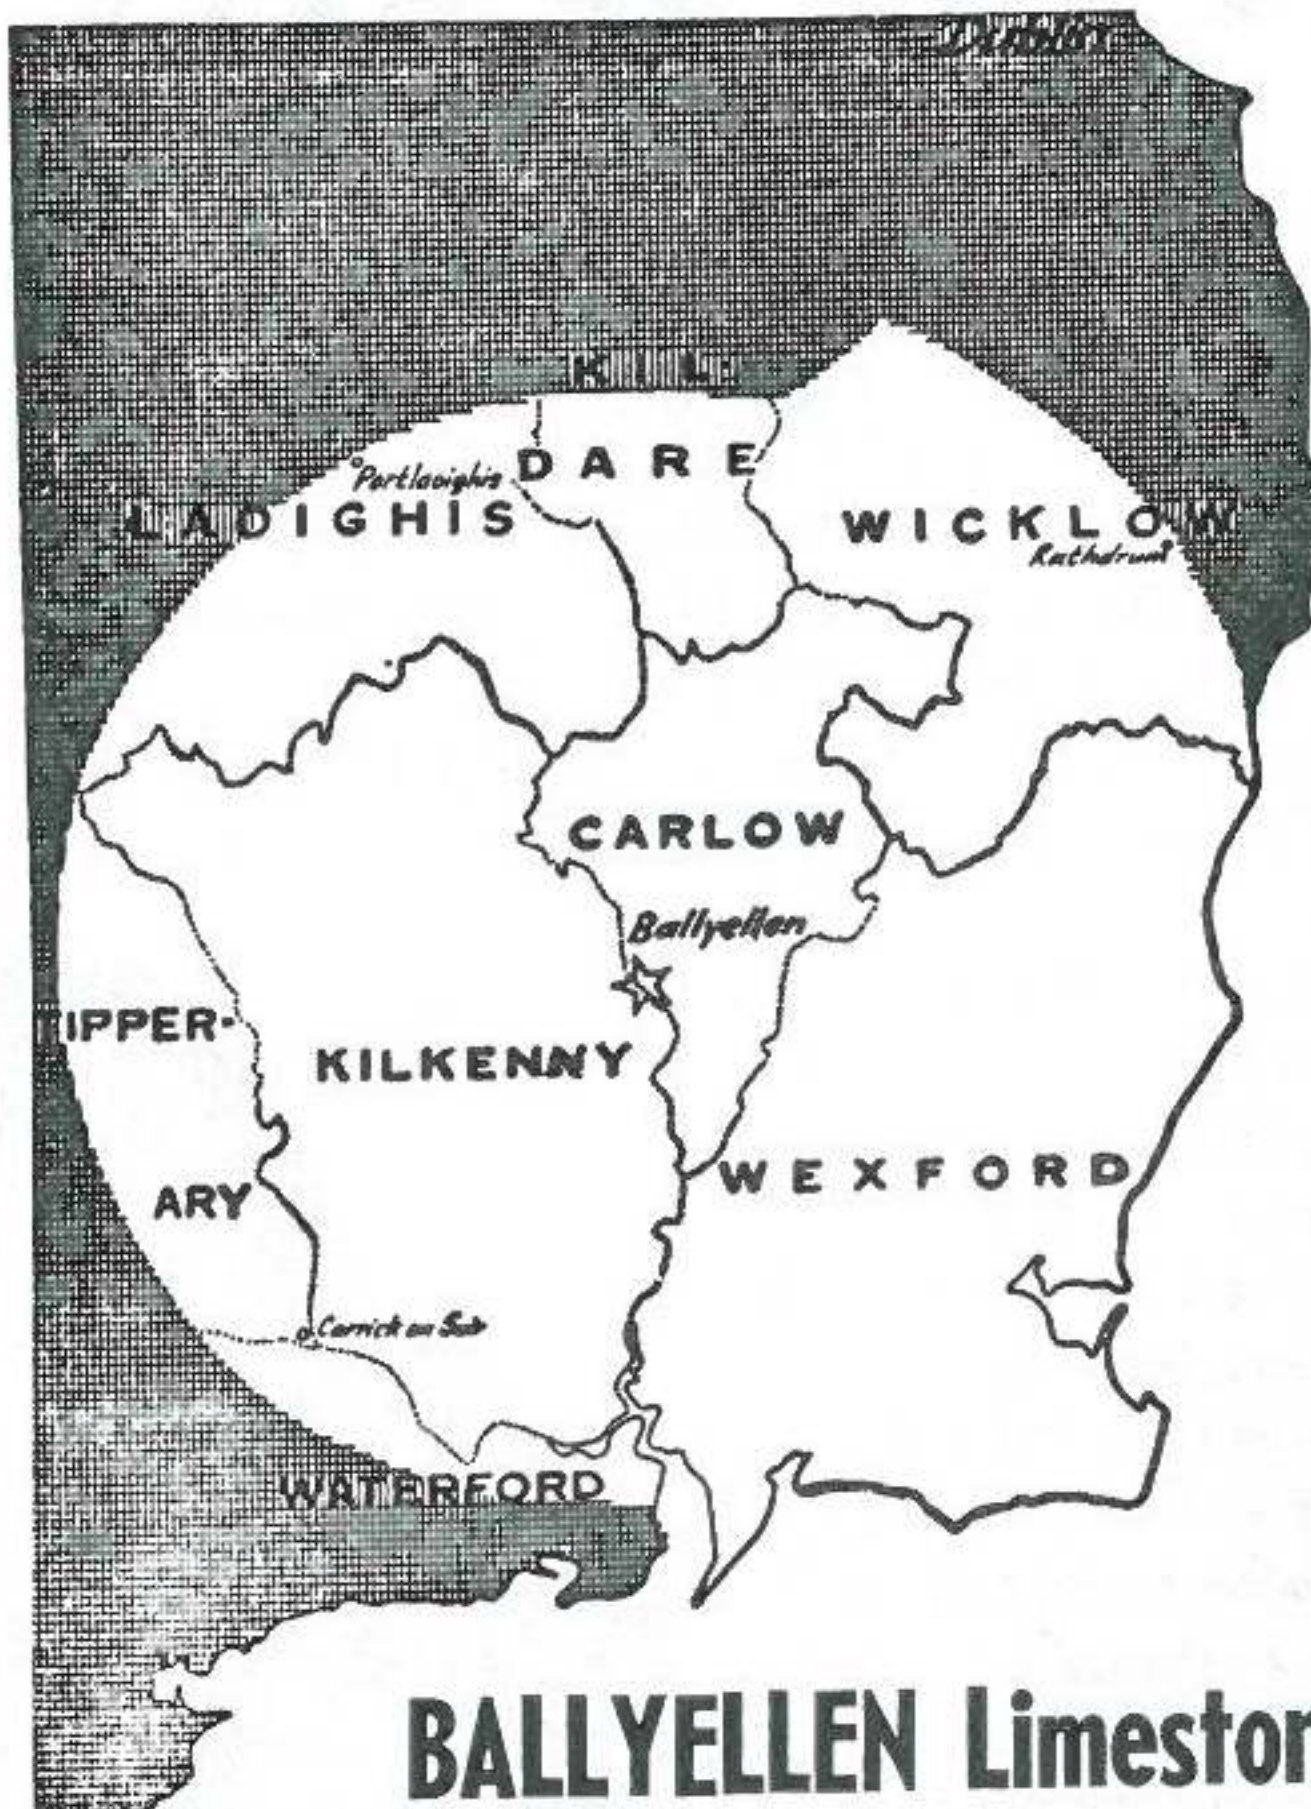 KIL
DARE
Portlaoighis
LAOIGHIS
WICKLOW
Rathdrum
CARLOW
Ballyellen
TIPPER-
KILKENNY
WEXFORD
ARY
Carrick on Suir
WATERFORD
BALLYELLEN Limeston